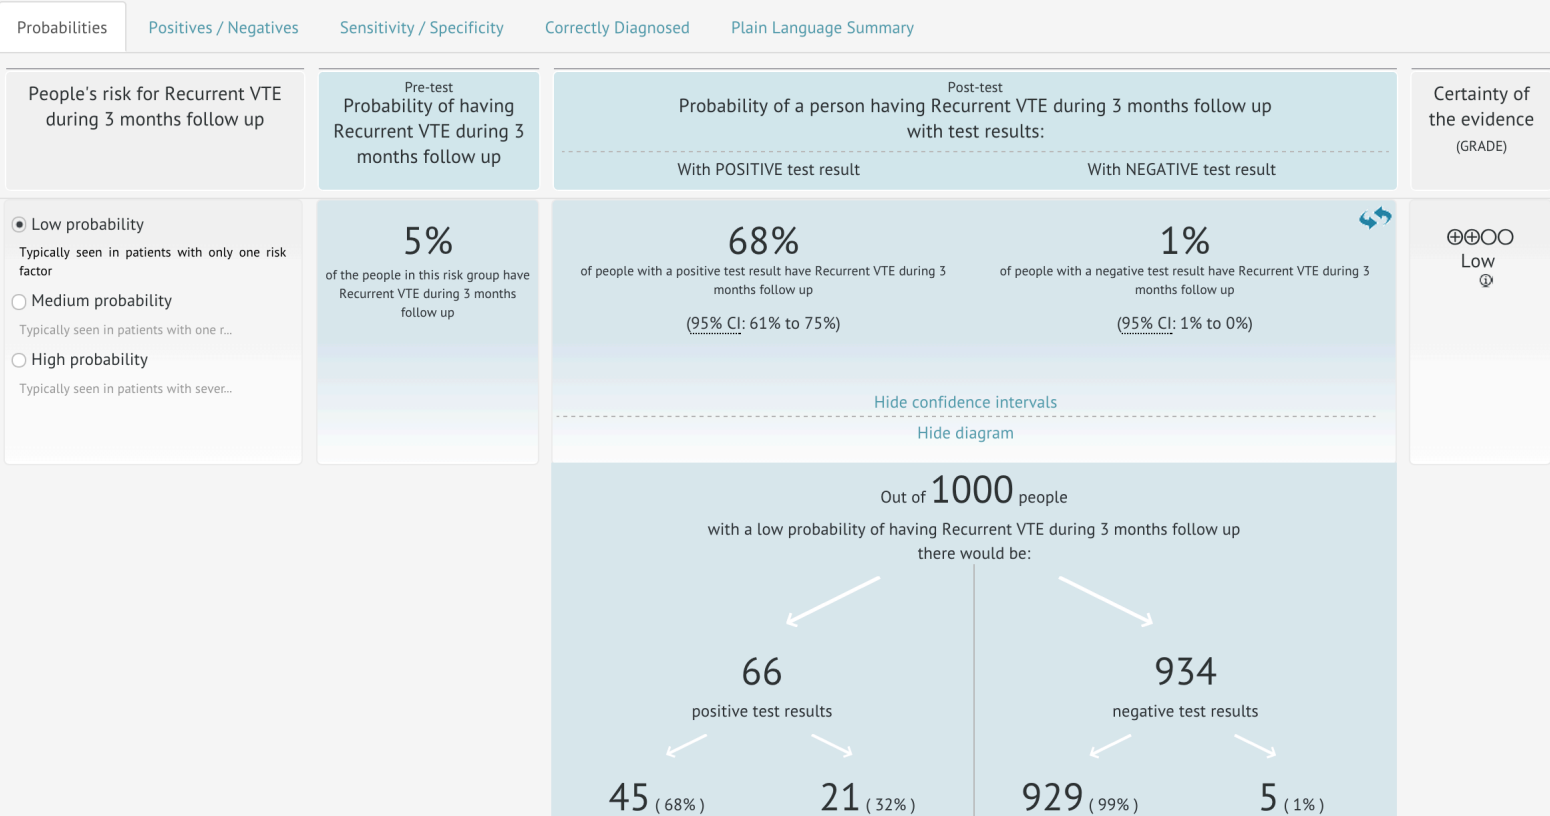 Probabilities
Positives / Negatives
Sensitivity / Specificity
Correctly Diagnosed
Plain Language Summary
People's risk for Recurrent VTE
during 3 months follow up
Pre-test
Probability of having
Recurrent VTE during 3
months follow up
Post-test
Probability of a person having Recurrent VTE during 3 months follow up
with test results:
With POSITIVE test result
With NEGATIVE test result
Certainty of
the evidence
(GRADE)
Low probability
Typically seen in patients with only one risk
factor
Medium probability
Typically seen in patients with one r...
High probability
Typically seen in patients with sever...
5%
of the people in this risk group have
Recurrent VTE during 3 months
follow up
68%
of people with a positive test result have Recurrent VTE during 3
months follow up
(95% CI: 61% to 75%)
1%
of people with a negative test result have Recurrent VTE during 3
months follow up
(95% CI: 1% to 0%)
⊕⊕○○
Low
Hide confidence intervals
Hide diagram
Out of 1000 people
with a low probability of having Recurrent VTE during 3 months follow up
there would be:
66
positive test results
934
negative test results
45 ( 68% )
21 ( 32% )
929 ( 99% )
5 ( 1% )